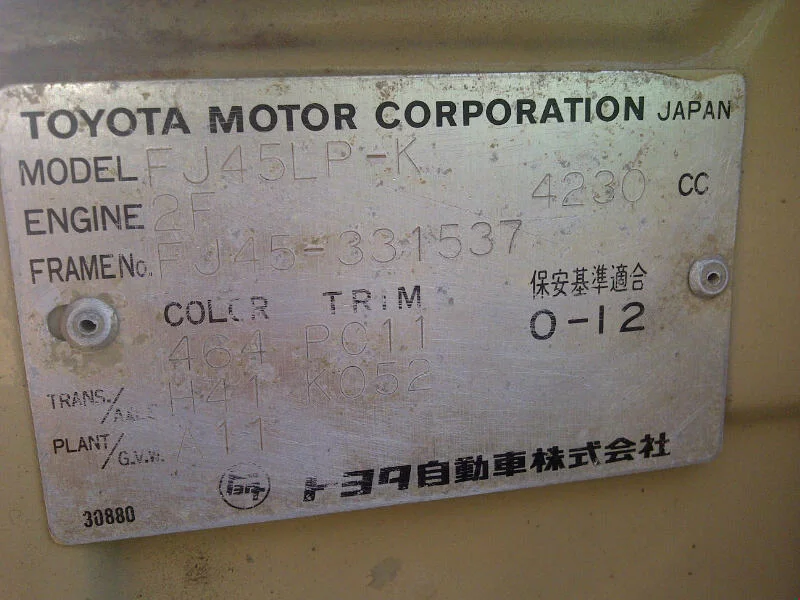 TOYOTA MOTOR CORPORATION JAPAN
MODEL FJ45LP-K
ENGINE 2F 4230 CC
FRAME No. FJ45-331537
保安基準適合
COLOR TRIM O-12
464 PC11
TRANS./AXLE H41 K052
PLANT/G.V.W. A11
トヨタ自動車株式会社
30880